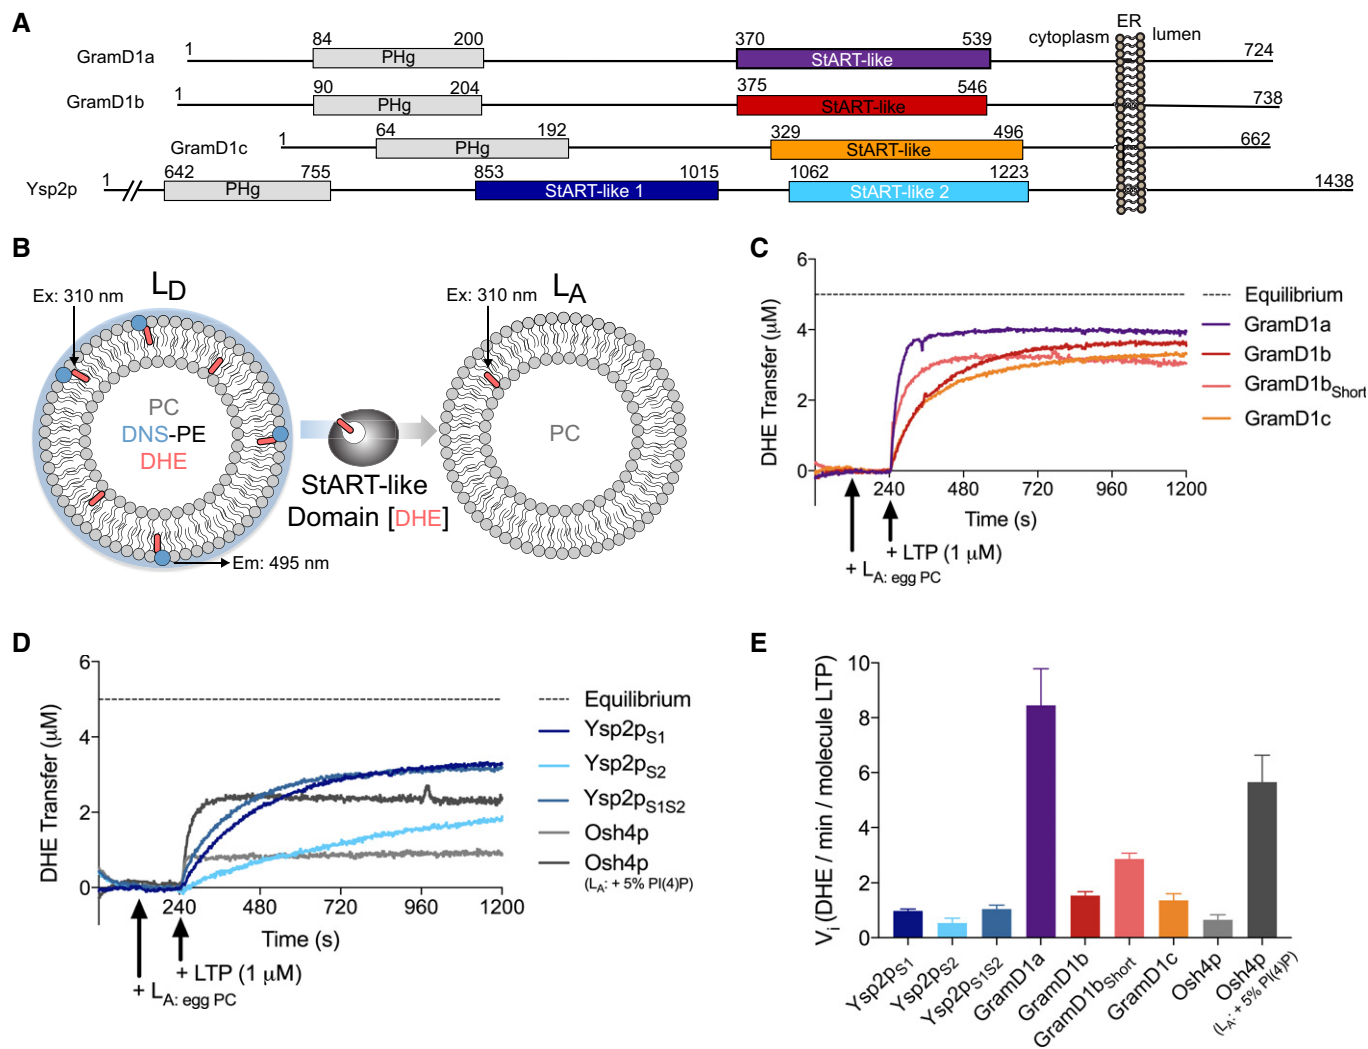 A
GramD1a
1
84
200
PHg
370
539
StART-like
cytoplasm
ER
lumen
724
GramD1b
1
90
204
PHg
375
546
StART-like
738
GramD1c
1
64
192
PHg
329
496
StART-like
662
Ysp2p
1
642
755
PHg
853
1015
StART-like 1
1062
1223
StART-like 2
1438
B
LD
LA
Ex: 310 nm
Ex: 310 nm
PC
DNS-PE
DHE
PC
StART-like
Domain [DHE]
Em: 495 nm
C
DHE Transfer (µM)
6
4
2
0
240
480
720
960
1200
Time (s)
+ LTP (1 µM)
+ LA: egg PC
Equilibrium
GramD1a
GramD1b
GramD1bShort
GramD1c
D
DHE Transfer (µM)
6
4
2
0
240
480
720
960
1200
Time (s)
+ LTP (1 µM)
+ LA: egg PC
Equilibrium
Ysp2pS1
Ysp2pS2
Ysp2pS1S2
Osh4p
Osh4p
(LA: + 5% PI(4)P)
E
Vi (DHE / min / molecule LTP)
10
8
6
4
2
0
Ysp2pS1
Ysp2pS2
Ysp2pS1S2
GramD1a
GramD1b
GramD1bShort
GramD1c
Osh4p
Osh4p
(LA: + 5% PI(4)P)